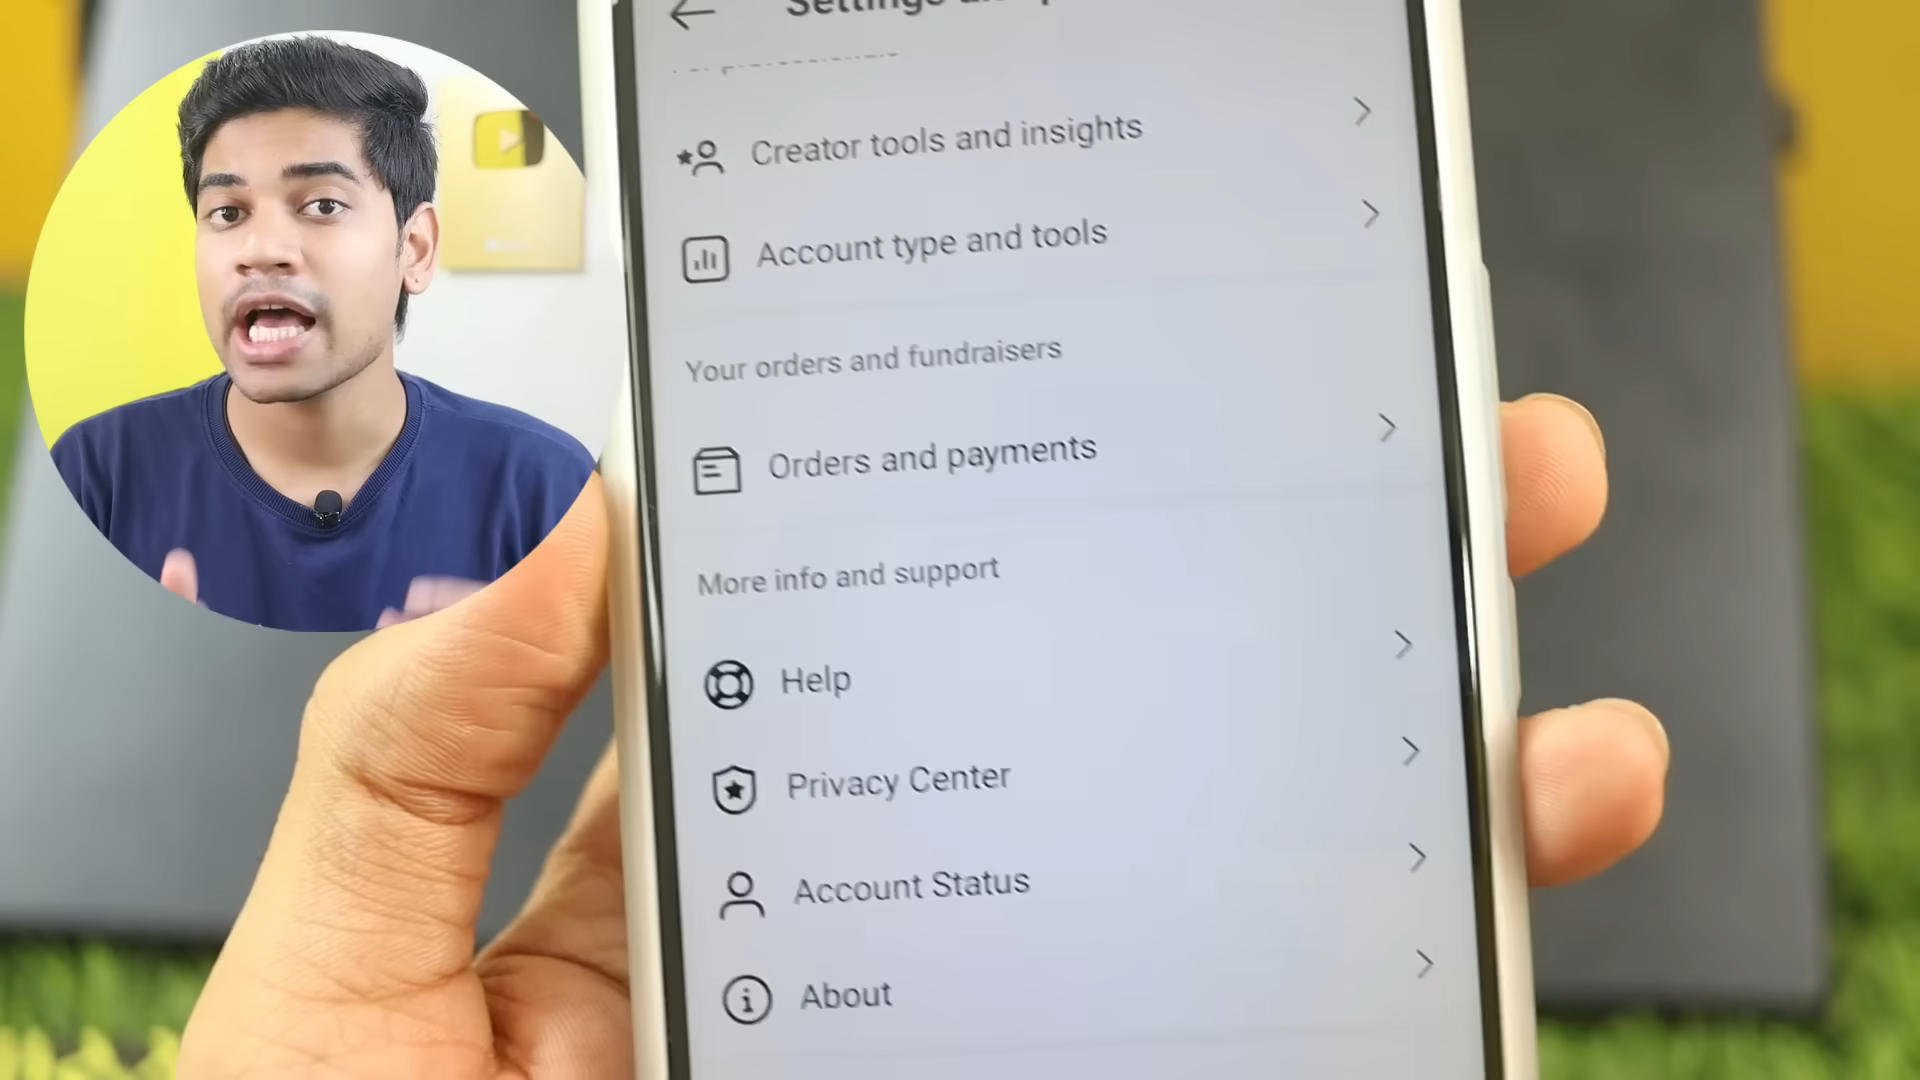 Settings
Creator tools and insights
Account type and tools
Your orders and fundraisers
Orders and payments
More info and support
Help
Privacy Center
Account Status
About